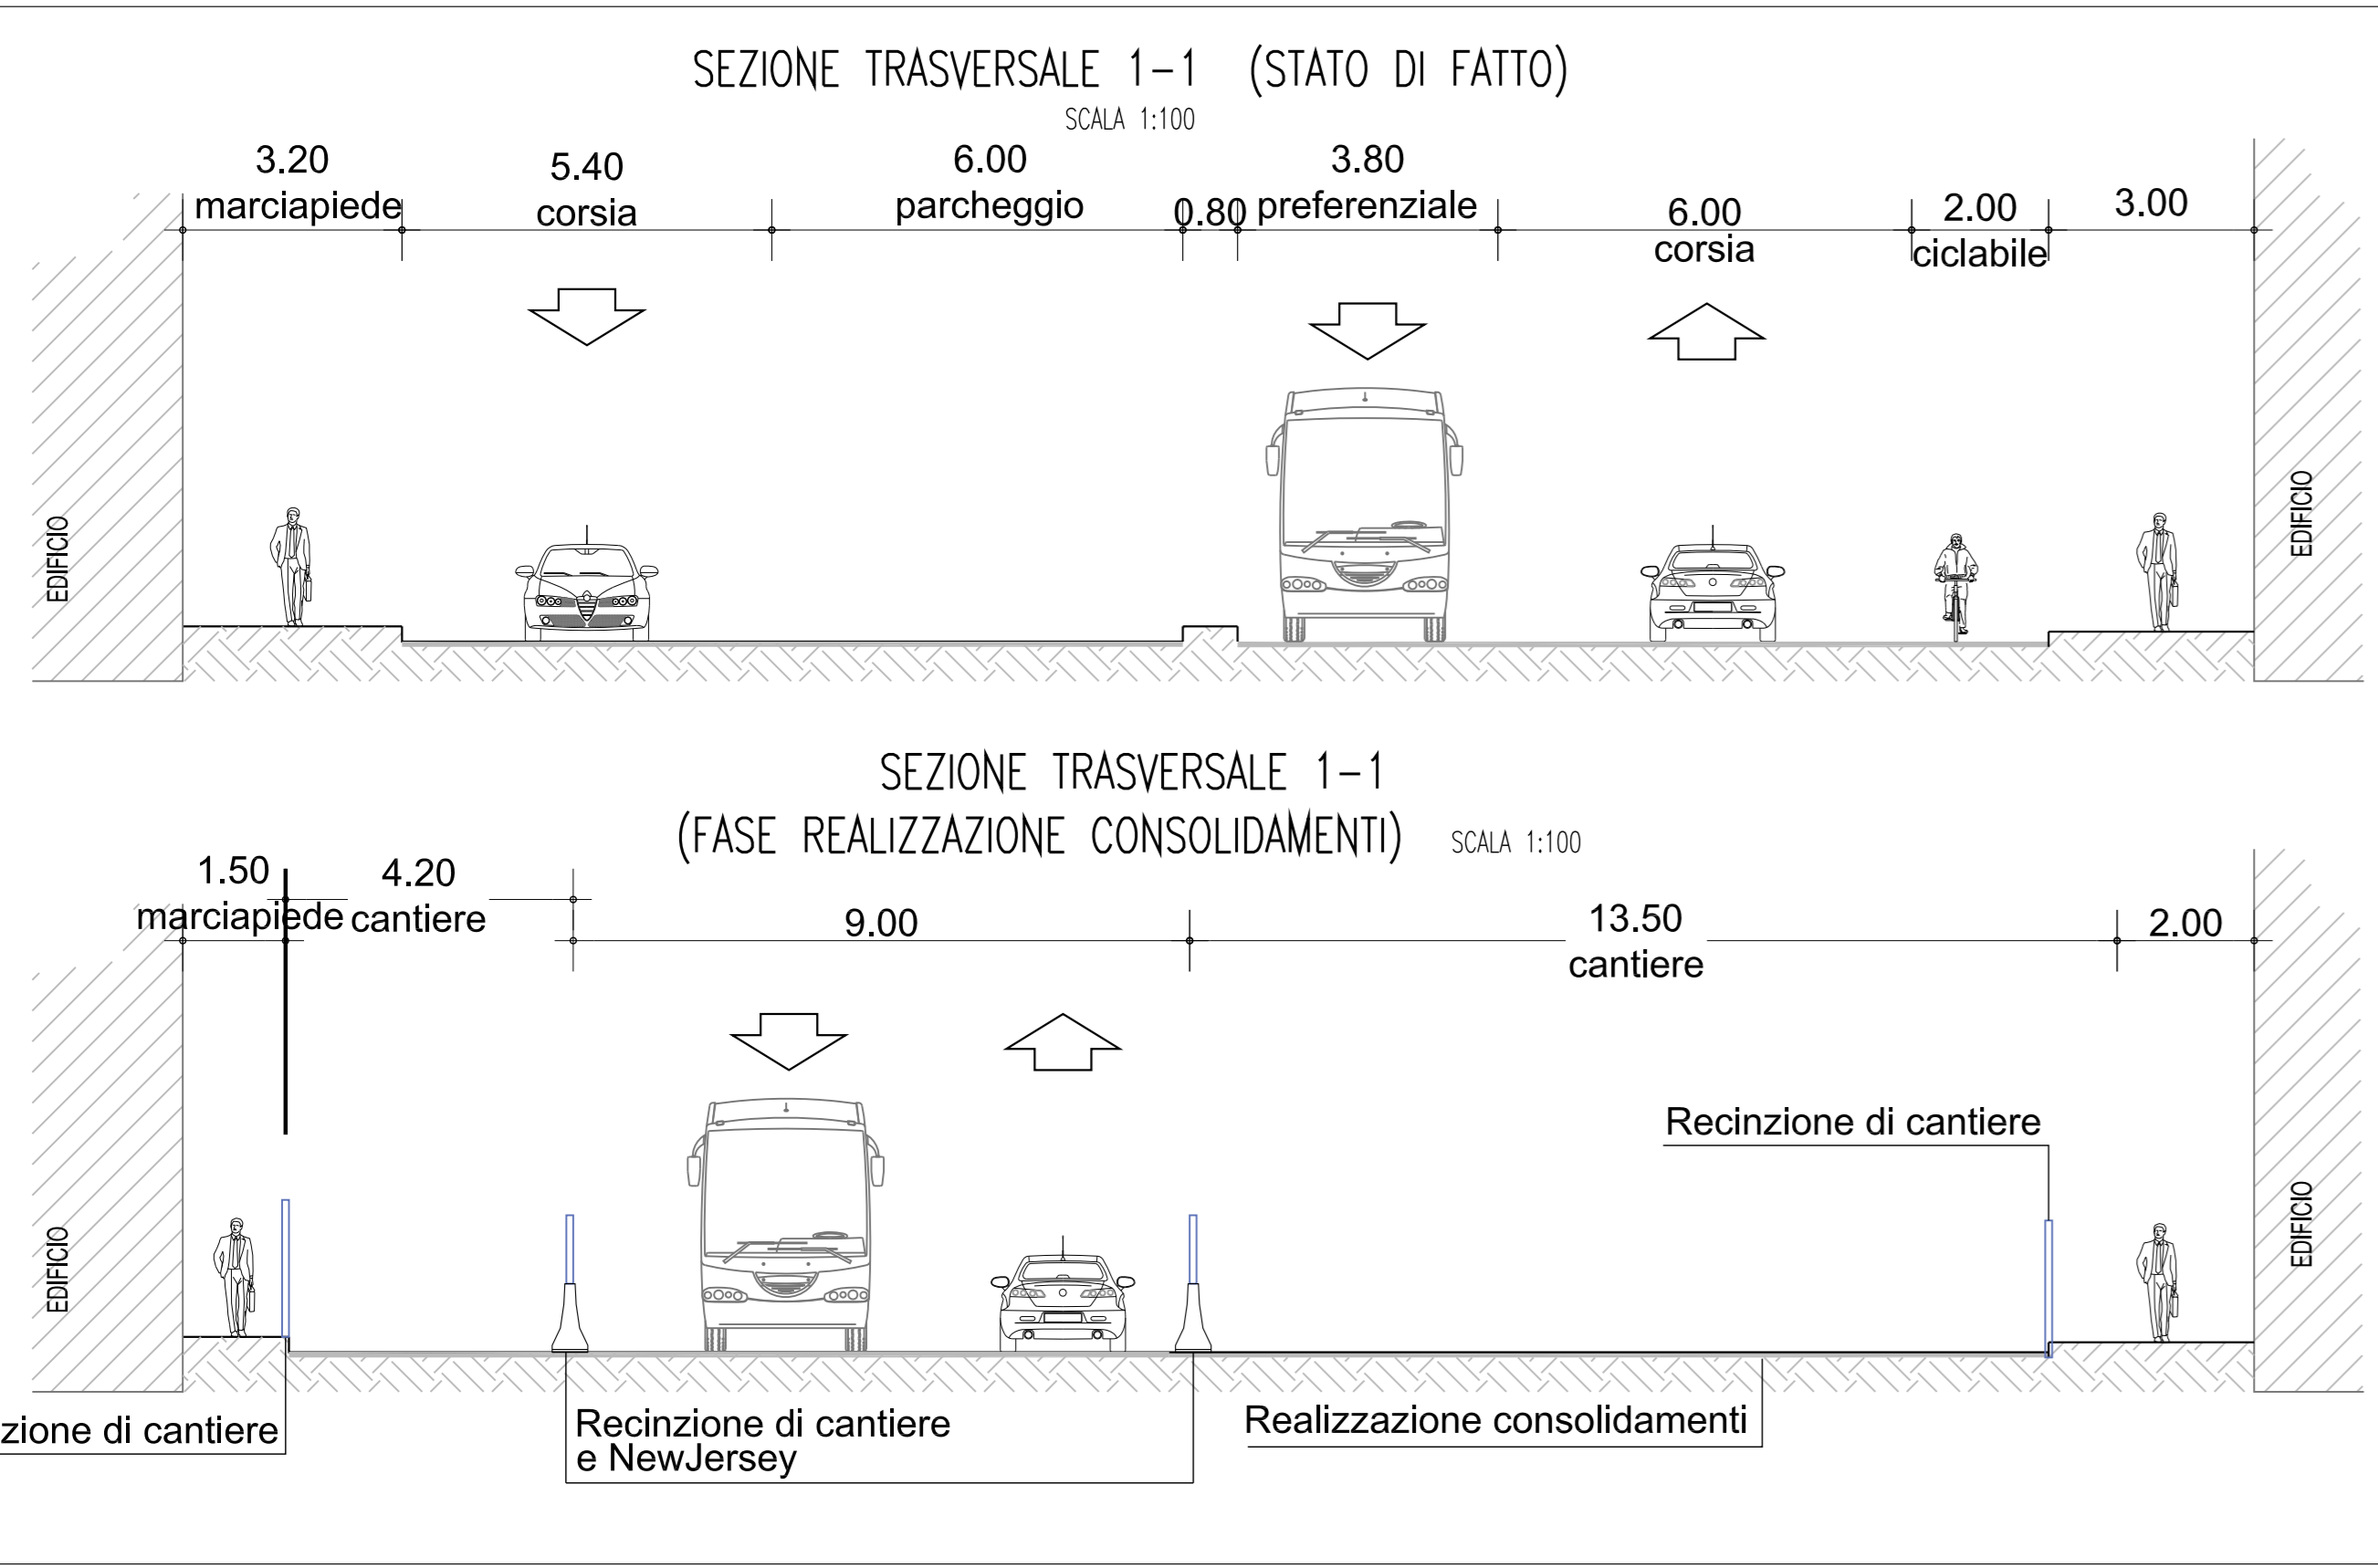 SEZIONE TRASVERSALE 1-1 (STATO DI FATTO)
SCALA 1:100
3.20
marciapiede
5.40
corsia
6.00
parcheggio
0.80
3.80
preferenziale
6.00
corsia
2.00
ciclabile
3.00
EDIFICIO
EDIFICIO
SEZIONE TRASVERSALE 1-1
(FASE REALIZZAZIONE CONSOLIDAMENTI) SCALA 1:100
1.50
marciapiede
4.20
cantiere
9.00
13.50
cantiere
2.00
Recinzione di cantiere
EDIFICIO
EDIFICIO
zione di cantiere
Recinzione di cantiere
e NewJersey
Realizzazione consolidamenti